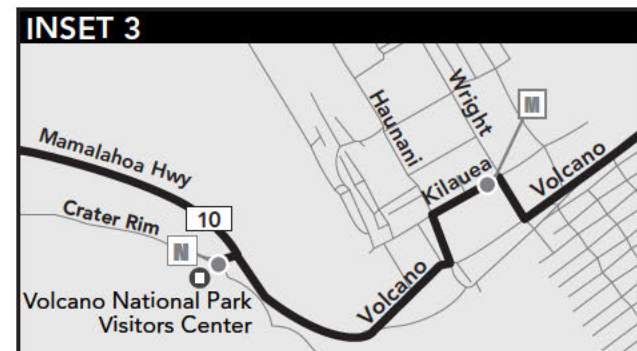 INSET 3
Mamalahoa Hwy
Haunani
Wright
M
Kilauea
Volcano
Crater Rim
10
N
Volcano
Volcano National Park
Visitors Center